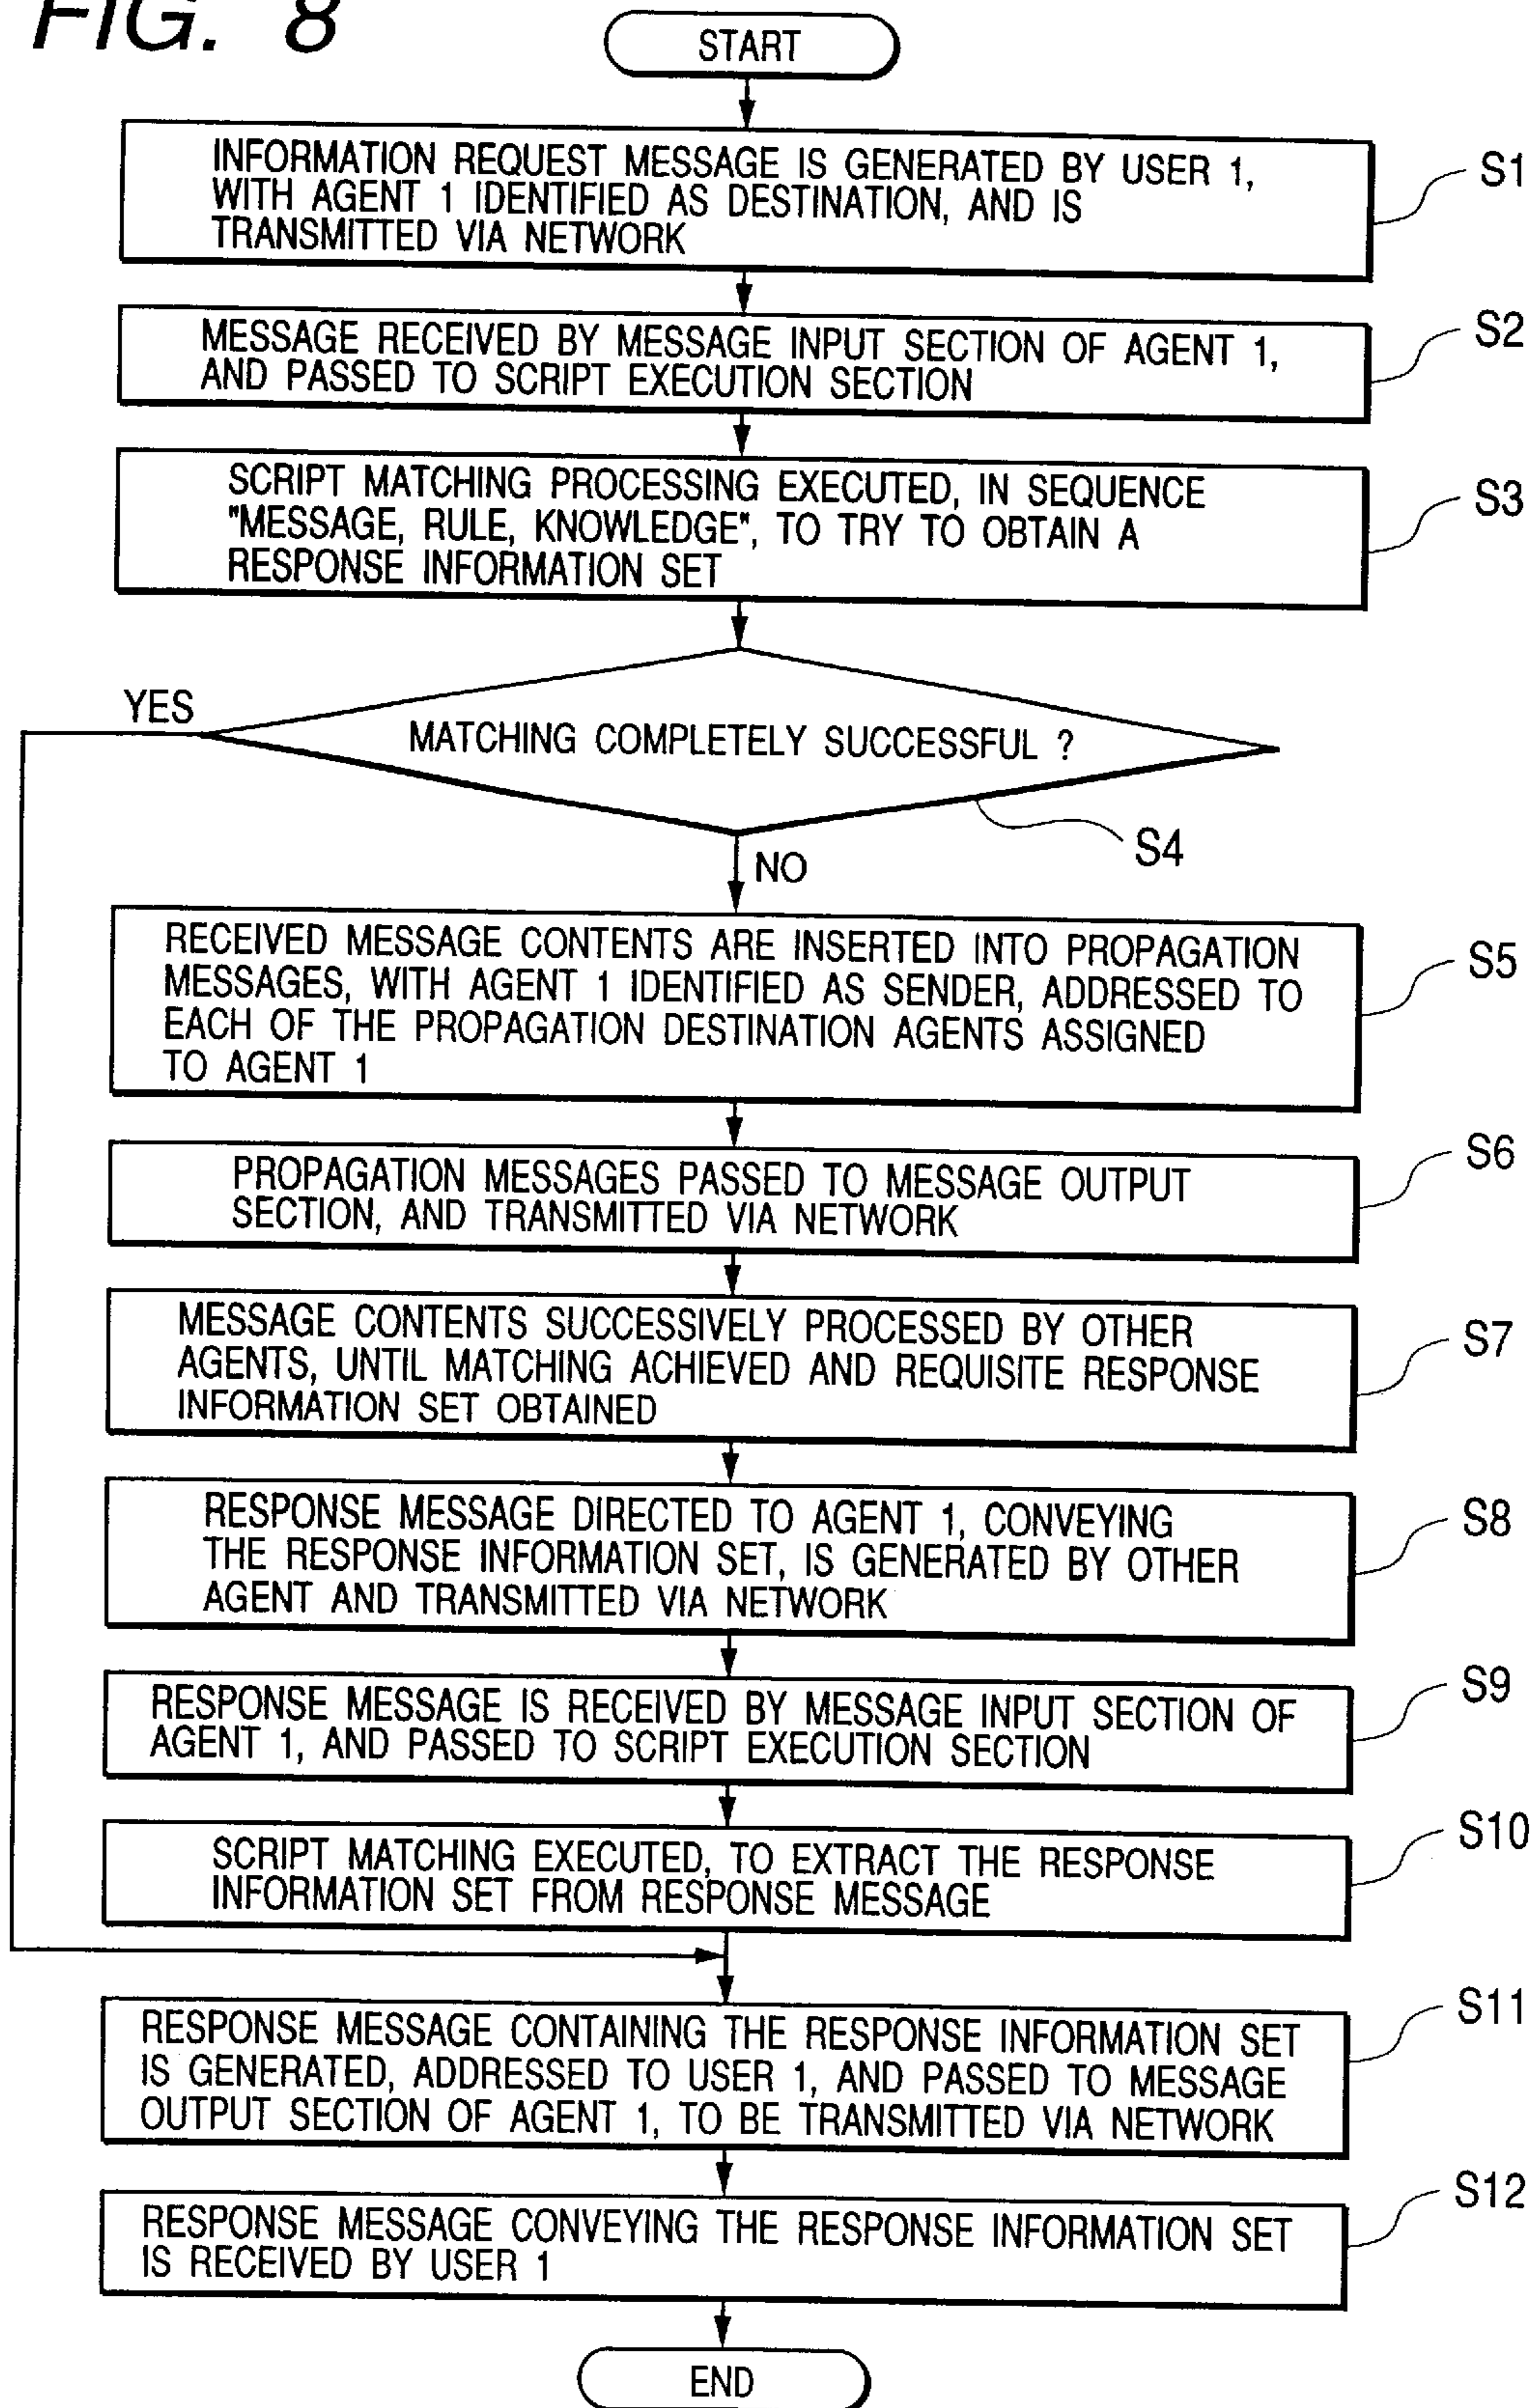 FIG. 8
START
INFORMATION REQUEST MESSAGE IS GENERATED BY USER 1,
WITH AGENT 1 IDENTIFIED AS DESTINATION, AND IS
TRANSMITTED VIA NETWORK
S1
MESSAGE RECEIVED BY MESSAGE INPUT SECTION OF AGENT 1,
AND PASSED TO SCRIPT EXECUTION SECTION
S2
SCRIPT MATCHING PROCESSING EXECUTED, IN SEQUENCE
"MESSAGE, RULE, KNOWLEDGE", TO TRY TO OBTAIN A
RESPONSE INFORMATION SET
S3
YES
MATCHING COMPLETELY SUCCESSFUL ?
S4
NO
RECEIVED MESSAGE CONTENTS ARE INSERTED INTO PROPAGATION
MESSAGES, WITH AGENT 1 IDENTIFIED AS SENDER, ADDRESSED TO
EACH OF THE PROPAGATION DESTINATION AGENTS ASSIGNED
TO AGENT 1
S5
PROPAGATION MESSAGES PASSED TO MESSAGE OUTPUT
SECTION, AND TRANSMITTED VIA NETWORK
S6
MESSAGE CONTENTS SUCCESSIVELY PROCESSED BY OTHER
AGENTS, UNTIL MATCHING ACHIEVED AND REQUISITE RESPONSE
INFORMATION SET OBTAINED
S7
RESPONSE MESSAGE DIRECTED TO AGENT 1, CONVEYING
THE RESPONSE INFORMATION SET, IS GENERATED BY OTHER
AGENT AND TRANSMITTED VIA NETWORK
S8
RESPONSE MESSAGE IS RECEIVED BY MESSAGE INPUT SECTION OF
AGENT 1, AND PASSED TO SCRIPT EXECUTION SECTION
S9
SCRIPT MATCHING EXECUTED, TO EXTRACT THE RESPONSE
INFORMATION SET FROM RESPONSE MESSAGE
S10
RESPONSE MESSAGE CONTAINING THE RESPONSE INFORMATION SET
IS GENERATED, ADDRESSED TO USER 1, AND PASSED TO MESSAGE
OUTPUT SECTION OF AGENT 1, TO BE TRANSMITTED VIA NETWORK
S11
RESPONSE MESSAGE CONVEYING THE RESPONSE INFORMATION SET
IS RECEIVED BY USER 1
S12
END